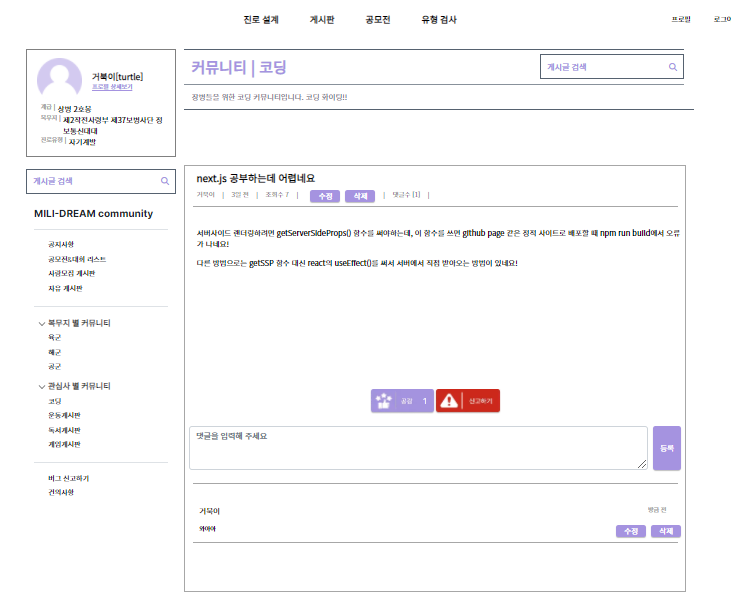 진로 설계 게시판 공모전 유형 검사 프로필 로그아
거북이[turtle]
프로필 상세보기
계급 | 상병 2호봉
복무지 | 제2작전사령부 제37보병사단 정
보통신대대
진로유형 | 자기계발
게시글 검색
MILI-DREAM community
공지사항
공모전&대회 리스트
사람모집 게시판
자유 게시판
복무지 별 커뮤니티
육군
해군
공군
관심사 별 커뮤니티
코딩
운동게시판
독서게시판
게임게시판
버그 신고하기
건의사항
커뮤니티 | 코딩
게시글 검색
장병들을 위한 코딩 커뮤니티입니다. 코딩 화이팅!!
next.js 공부하는데 어렵네요
거북이 | 3일 전 | 조회수 7 | 수정 삭제 | 댓글수 [1] |
서버사이드 렌더링하려면 getServerSideProps() 함수를 써야하는데, 이 함수를 쓰면 github page 같은 정적 사이트로 배포할 때 npm run build에서 오류
가 나네요!
다른 방법으로는 getSSP 함수 대신 react의 useEffect()를 써서 서버에서 직접 받아오는 방법이 있네요!
공감 1 신고하기
댓글을 입력해 주세요
등록
거북이 방금 전
와아아
수정 삭제